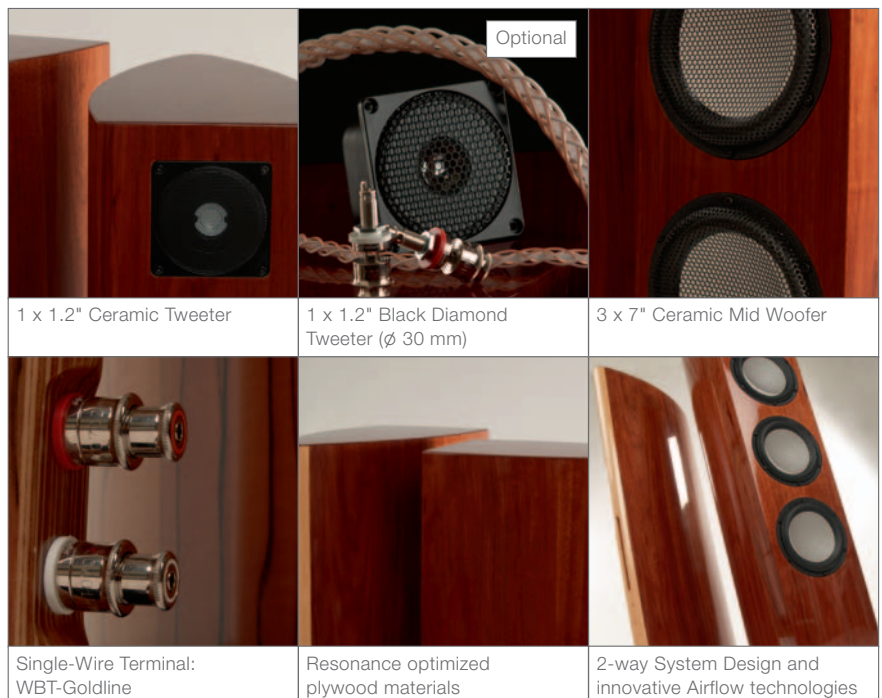 Optional
1 x 1.2" Ceramic Tweeter
1 x 1.2" Black Diamond
Tweeter (Ø 30 mm)
3 x 7" Ceramic Mid Woofer
Single-Wire Terminal:
WBT-Goldline
Resonance optimized
plywood materials
2-way System Design and
innovative Airflow technologies